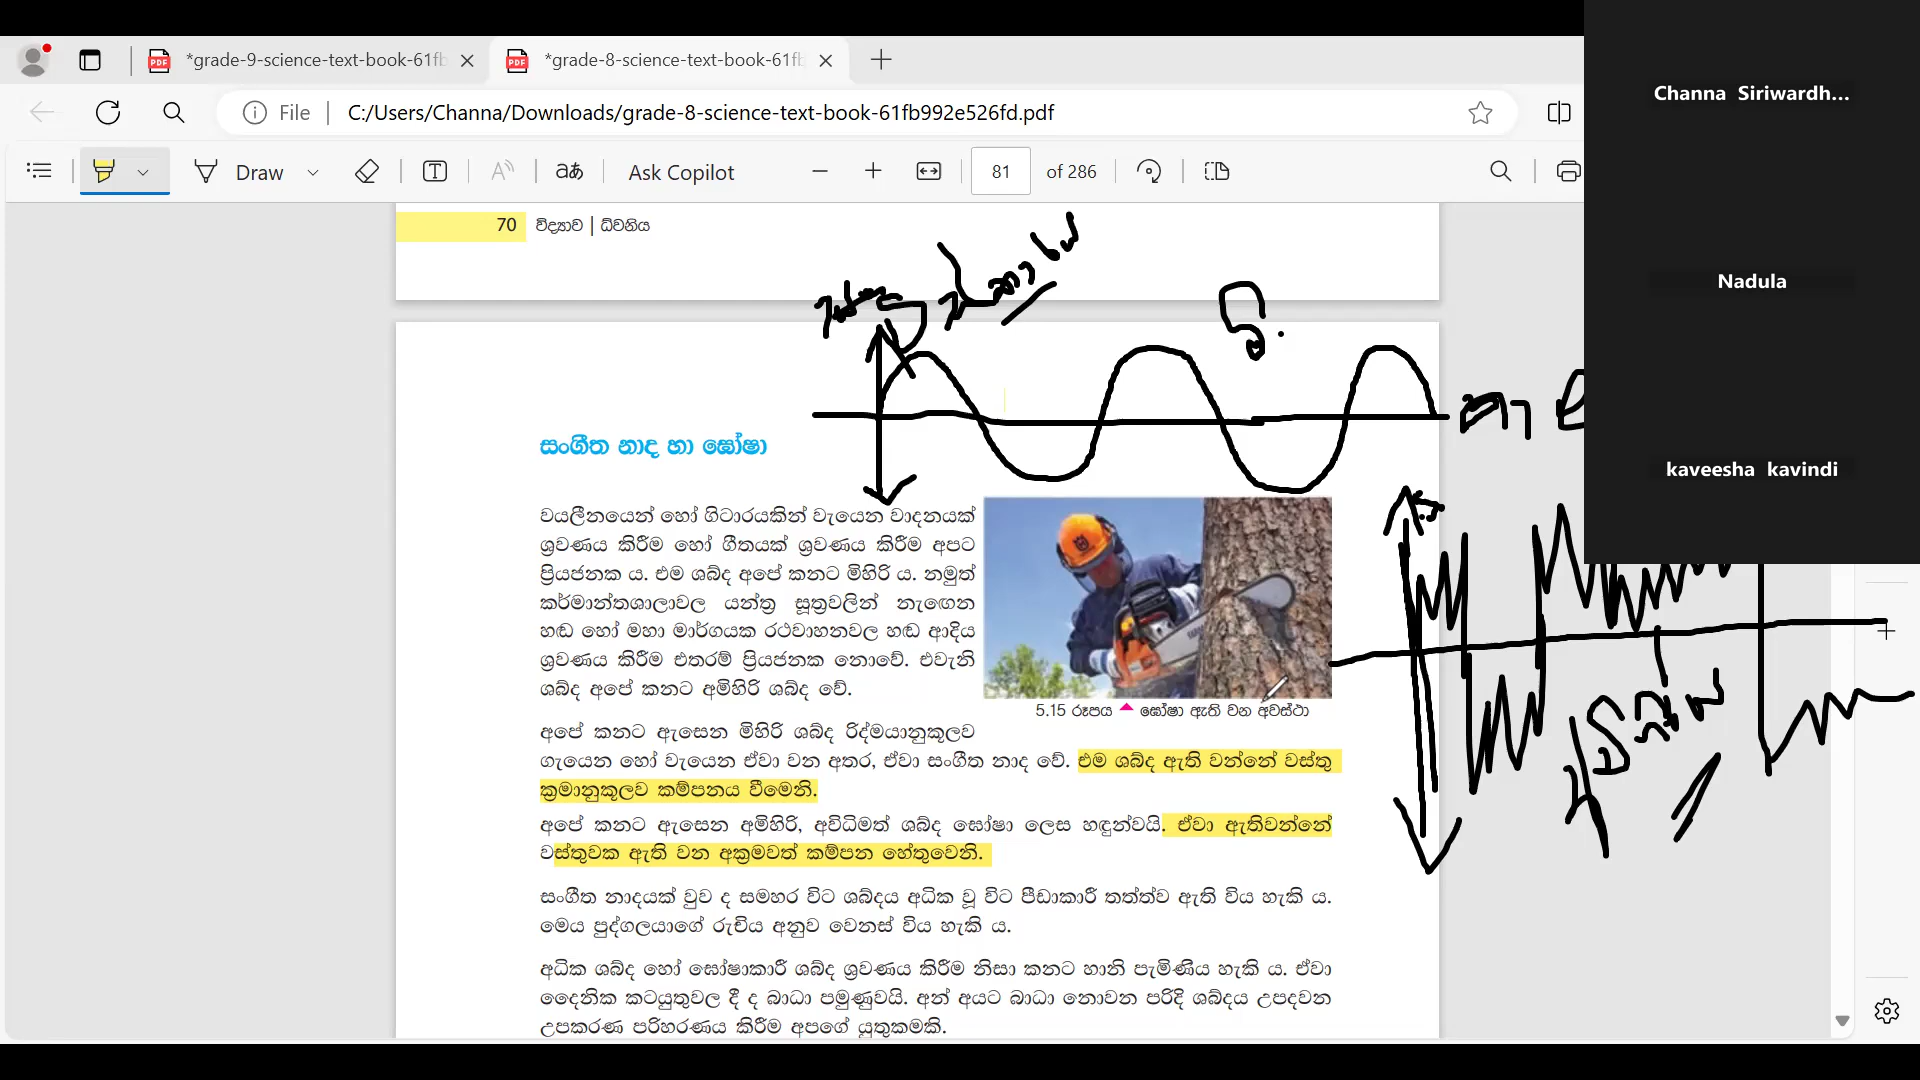 *grade-9-science-text-book-61fb
*grade-8-science-text-book-61fb
File
C:/Users/Channa/Downloads/grade-8-science-text-book-61fb992e526fd.pdf
Draw
Ask Copilot
81 of 286
Channa Siriwardh...
Nadula
kaveesha kavindi
70 විද්‍යාව | ධ්වනිය
සංගීත නාද හා ඝෝෂා
වයලීනයෙන් හෝ ගිටාරයකින් වැයෙන වාදනයක්
ශ්‍රවණය කිරීම හෝ ගීතයක් ශ්‍රවණය කිරීම අපට
ප්‍රියජනක ය. එම ශබ්ද අපේ කනට මිහිරි ය. නමුත්
කර්මාන්තශාලාවල යන්ත්‍ර සූත්‍රවලින් නැඟෙන
හඬ හෝ මහා මාර්ගයක රථවාහනවල හඬ ආදිය
ශ්‍රවණය කිරීම එතරම් ප්‍රියජනක නොවේ. එවැනි
ශබ්ද අපේ කනට අමිහිරි ශබ්ද වේ.
5.15 රූපය ඝෝෂා ඇති වන අවස්ථා
අපේ කනට ඇසෙන මිහිරි ශබ්ද රිද්මයානුකූලව
ගැයෙන හෝ වැයෙන ඒවා වන අතර, ඒවා සංගීත නාද වේ. එම ශබ්ද ඇති වන්නේ වස්තු
ක්‍රමානුකූලව කම්පනය වීමෙනි.
අපේ කනට ඇසෙන අමිහිරි, අවිධිමත් ශබ්ද ඝෝෂා ලෙස හඳුන්වයි. ඒවා ඇතිවන්නේ
වස්තුවක ඇති වන අක්‍රමවත් කම්පන හේතුවෙනි.
සංගීත නාදයක් වුව ද සමහර විට ශබ්දය අධික වූ විට පීඩාකාරී තත්ත්ව ඇති විය හැකි ය.
මෙය පුද්ගලයාගේ රුචිය අනුව වෙනස් විය හැකි ය.
අධික ශබ්ද හෝ ඝෝෂාකාරී ශබ්ද ශ්‍රවණය කිරීම නිසා කනට හානි පැමිණිය හැකි ය. ඒවා
දෛනික කටයුතුවල දී ද බාධා පමුණුවයි. අන් අයට බාධා නොවන පරිදි ශබ්දය උපදවන
උපකරණ පරිහරණය කිරීම අපගේ යුතුකමකි.